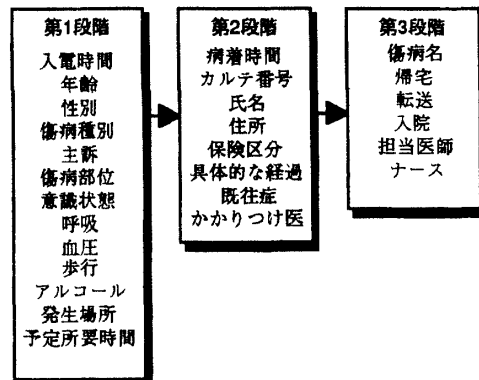 第1段階
入電時間
年齢
性別
傷病種別
主訴
傷病部位
意識状態
呼吸
血圧
歩行
アルコール
発生場所
予定所要時間
第2段階
病着時間
カルテ番号
氏名
住所
保険区分
具体的な経過
既往症
かかりつけ医
第3段階
傷病名
帰宅
転送
入院
担当医師
ナース